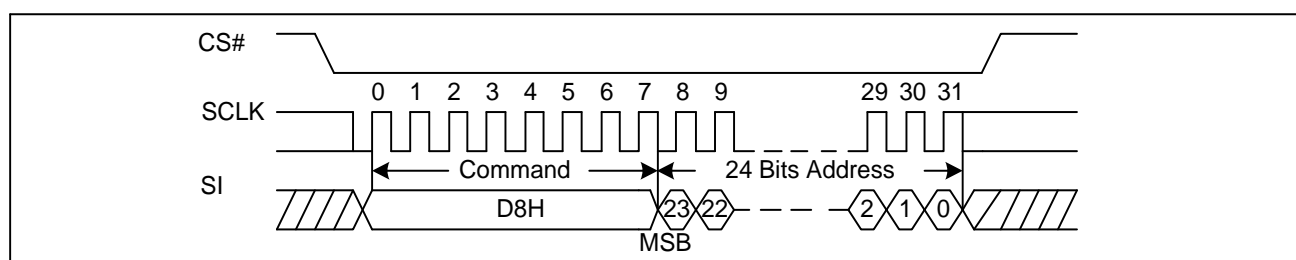 CS#
0 1 2 3 4 5 6 7 8 9 29 30 31
SCLK
Command 24 Bits Address
SI
D8H 23 22 2 1 0
MSB